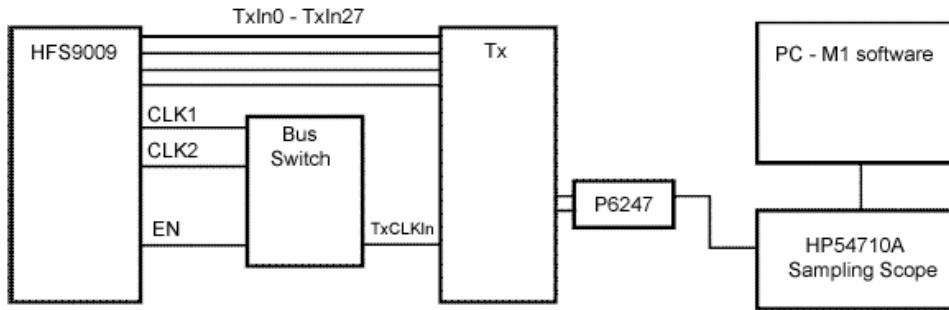 TxIn0 - TxIn27
HFS9009
Tx
PC - M1 software
CLK1
CLK2
Bus
Switch
EN
TxCLKIn
P6247
HP54710A
Sampling Scope